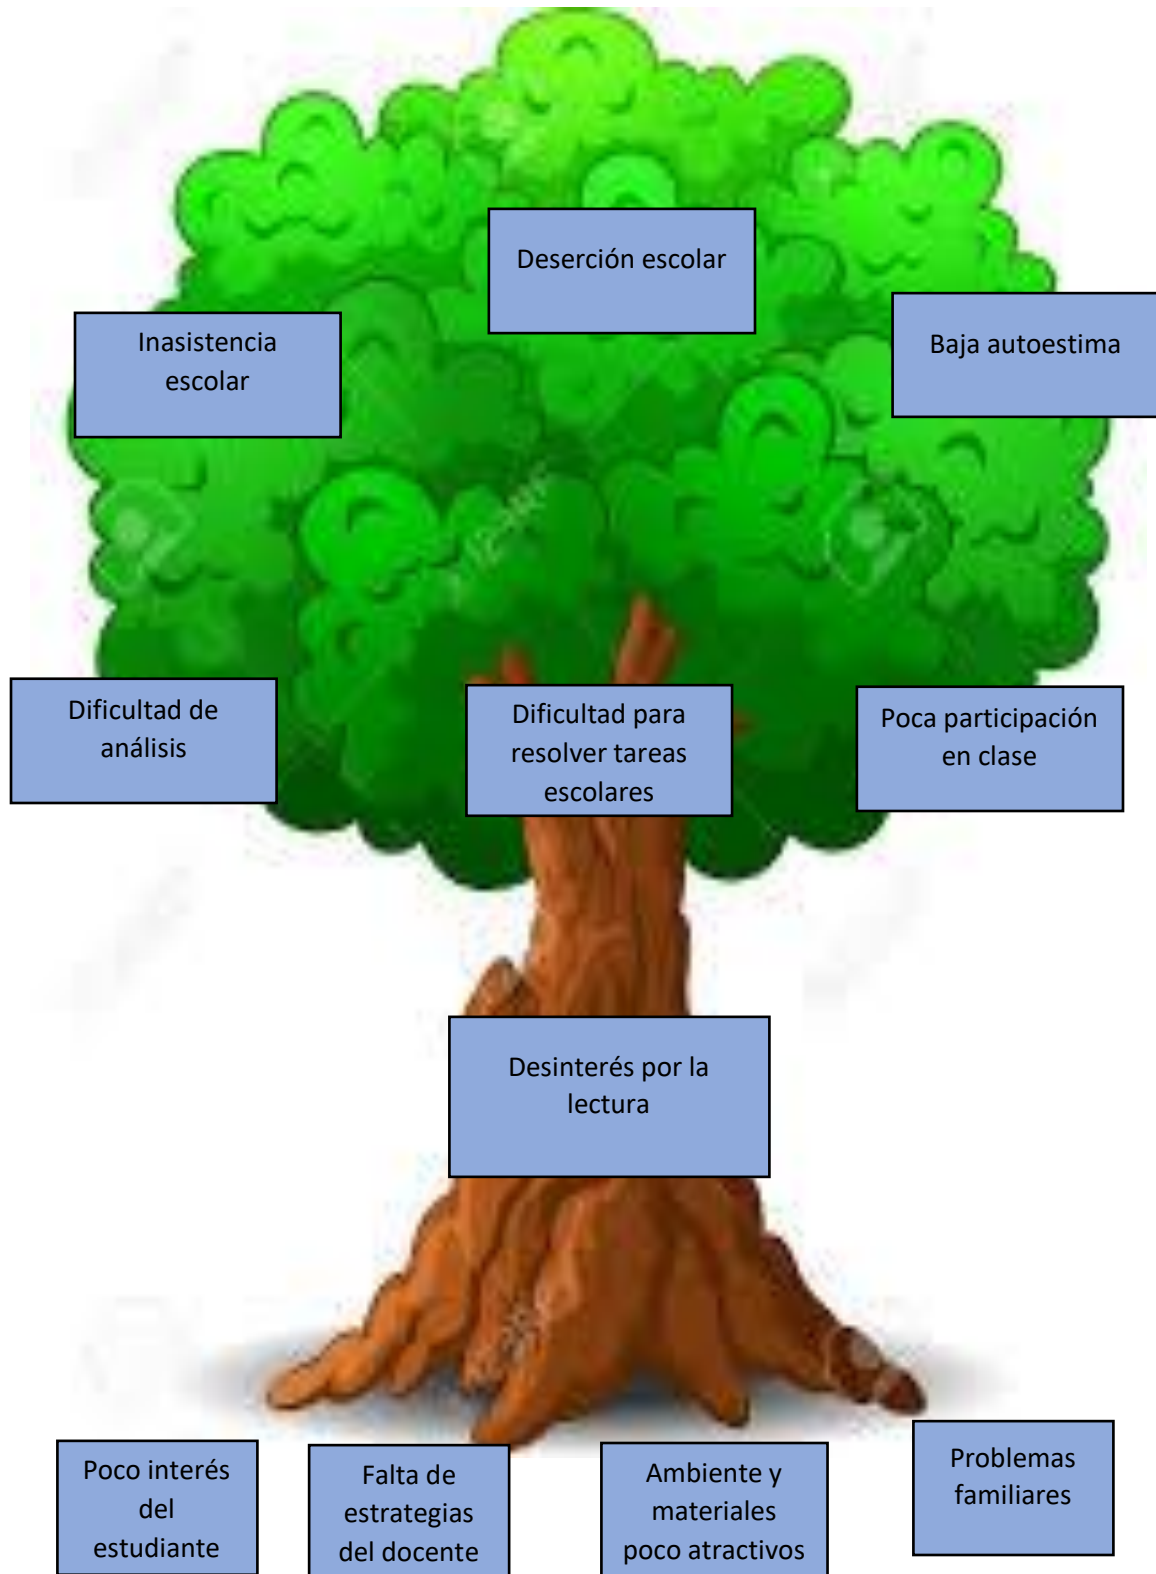 Deserción escolar
Inasistencia
escolar
Baja autoestima
Dificultad de
análisis
Dificultad para
resolver tareas
escolares
Poca participación
en clase
Desinterés por la
lectura
Poco interés
del
estudiante
Falta de
estrategias
del docente
Ambiente y
materiales
poco atractivos
Problemas
familiares